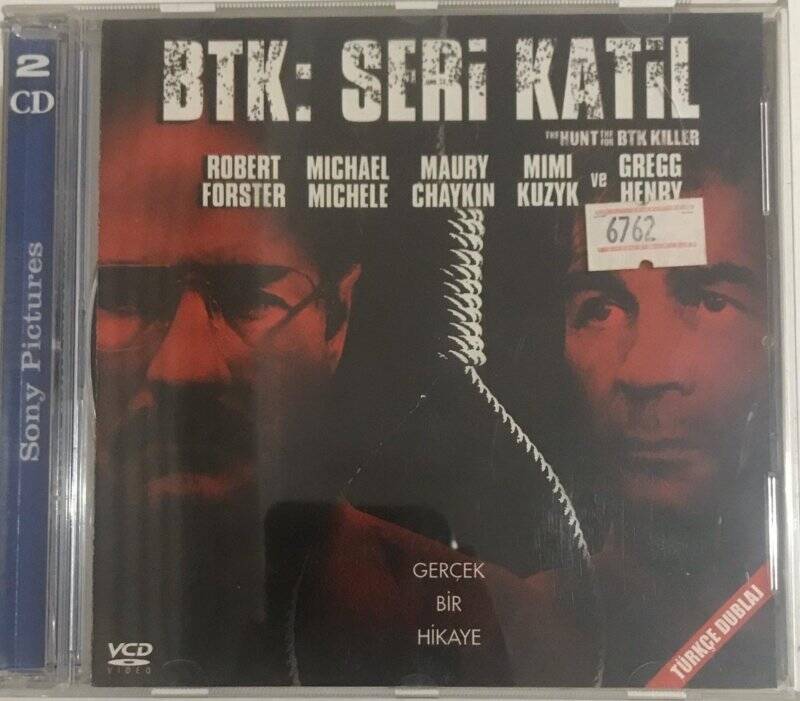 2
CD
Sony Pictures
BTK: SERİ KATİL
THE HUNT FOR THE BTK KILLER
ROBERT MICHAEL MAURY MIMI ve GREGG
FORSTER MICHELE CHAYKIN KUZYK HENRY
6762
GERÇEK
BİR
HİKAYE
VCD
VIDEO
TÜRKÇE DUBLAJ